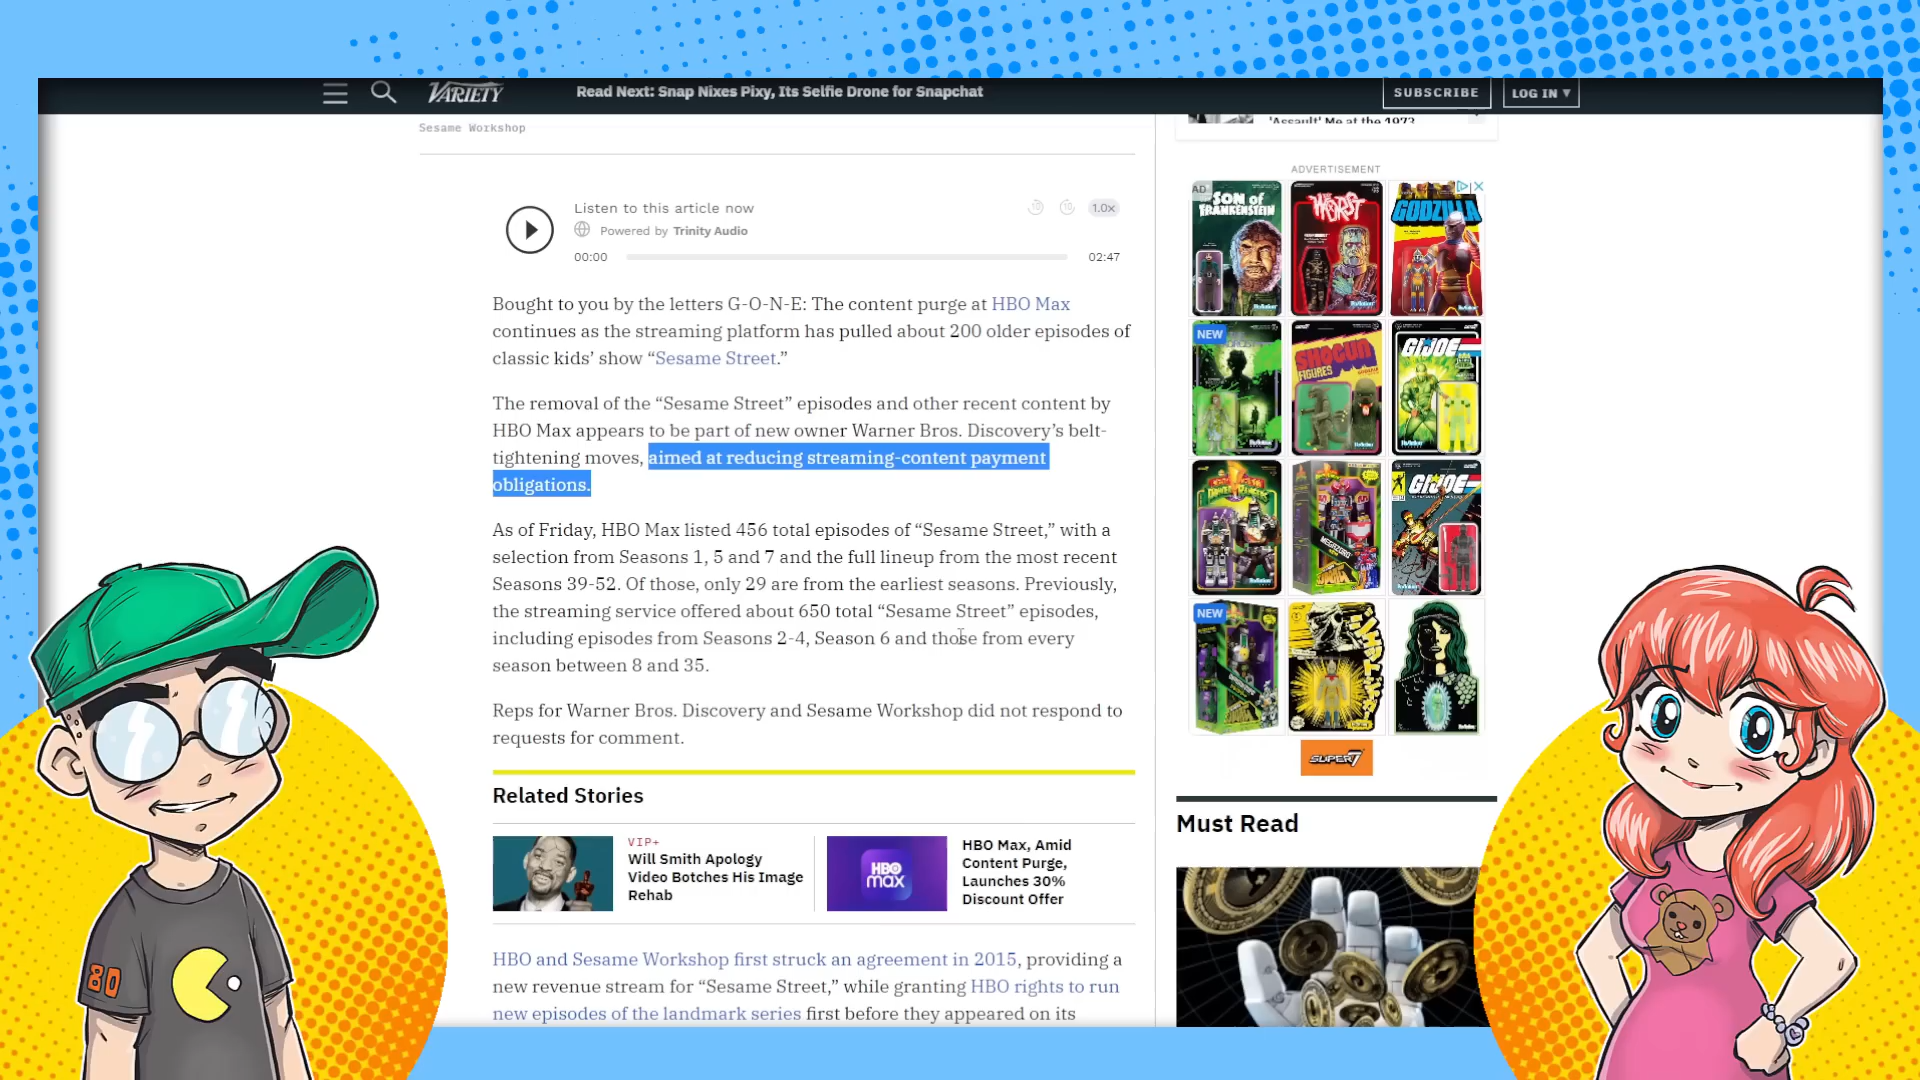 VARIETY
Read Next: Snap Nixes Pixy, Its Selfie Drone for Snapchat
SUBSCRIBE
LOG IN ▾
Sesame Workshop
'Assault' Me at the 1973
Listen to this article now
Powered by Trinity Audio
10
10
1.0x
00:00
02:47
Bought to you by the letters G-O-N-E: The content purge at HBO Max
continues as the streaming platform has pulled about 200 older episodes of
classic kids’ show “Sesame Street.”
The removal of the “Sesame Street” episodes and other recent content by
HBO Max appears to be part of new owner Warner Bros. Discovery’s belt-
tightening moves, aimed at reducing streaming-content payment
obligations.
As of Friday, HBO Max listed 456 total episodes of “Sesame Street,” with a
selection from Seasons 1, 5 and 7 and the full lineup from the most recent
Seasons 39-52. Of those, only 29 are from the earliest seasons. Previously,
the streaming service offered about 650 total “Sesame Street” episodes,
including episodes from Seasons 2-4, Season 6 and those from every
season between 8 and 35.
Reps for Warner Bros. Discovery and Sesame Workshop did not respond to
requests for comment.
Related Stories
VIP+
Will Smith Apology
Video Botches His Image
Rehab
HBO
max
HBO Max, Amid
Content Purge,
Launches 30%
Discount Offer
HBO and Sesame Workshop first struck an agreement in 2015, providing a
new revenue stream for “Sesame Street,” while granting HBO rights to run
new episodes of the landmark series first before they appeared on its
ADVERTISEMENT
AD
SON OF
FRANKENSTEIN
THE WORST
GODZILLA
NEW
SHOGUN
FIGURES
GI JOE
POWER RANGERS
MEGAZORD
GI JOE
NEW
SUPER7
Must Read
80